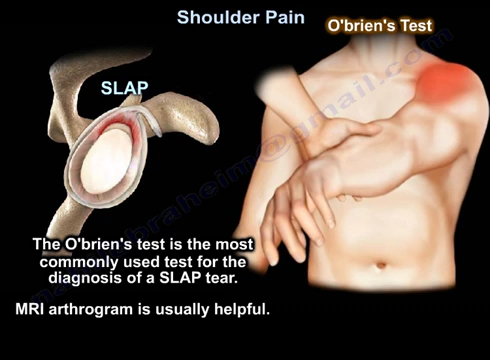 Shoulder Pain
O'brien's Test
SLAP
The O'brien's test is the most
commonly used test for the
diagnosis of a SLAP tear.
MRI arthrogram is usually helpful.